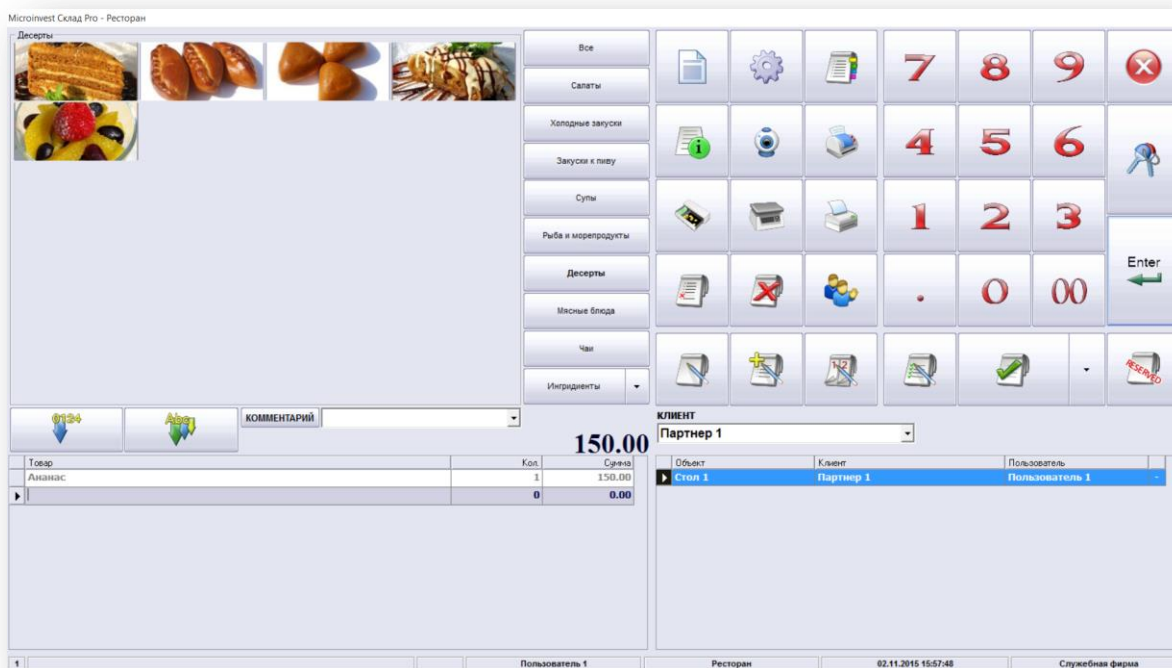 Microinvest Склад Pro - Ресторан
Десерты
Все
Салаты
Холодные закуски
Закуски к пиву
Супы
Рыба и морепродукты
Десерты
Мясные блюда
Чаи
Ингридиенты
7 8 9
4 5 6
1 2 3
. 0 00
Enter
1/2
RESERVED
0124
Abc
КОММЕНТАРИЙ
150.00
КЛИЕНТ
Партнер 1
Товар Кол. Сумма
Ананас 1 150.00
0 0.00
Объект Клиент Пользователь
Стол 1 Партнер 1 Пользователь 1 -
1 Пользователь 1 Ресторан 02.11.2015 15:57:48 Служебная фирма